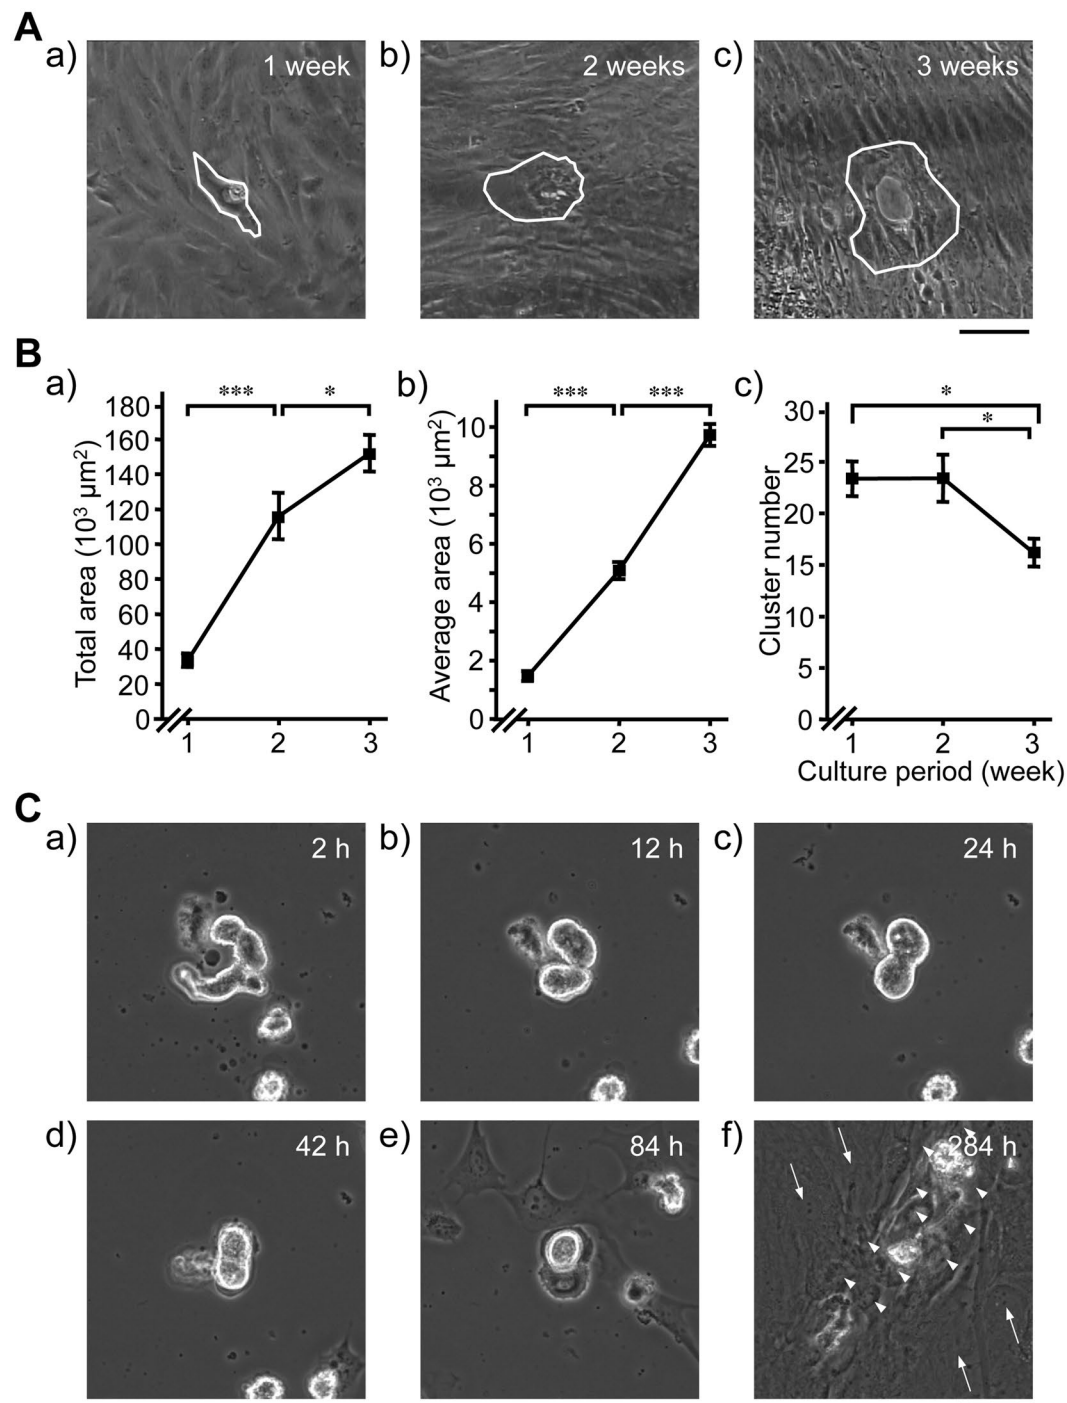 A
a)
1 week
b)
2 weeks
c)
3 weeks
B
a)
Total area (10³ µm²)
180
160
140
120
100
80
60
40
20
0
***
*
1
2
3
b)
Average area (10³ µm²)
10
8
6
4
2
0
***
***
1
2
3
c)
Cluster number
30
25
20
15
10
5
0
*
*
1
2
3
Culture period (week)
C
a)
2 h
b)
12 h
c)
24 h
d)
42 h
e)
84 h
f)
284 h